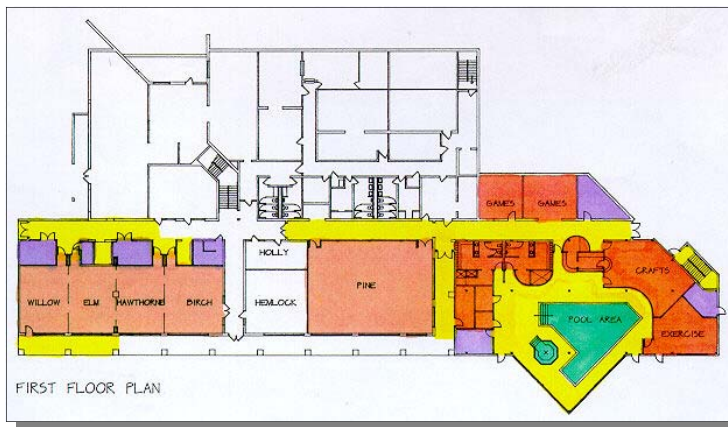 GAMES GAMES
HOLLY
CRAFTS
WILLOW ELM HAWTHORNE BIRCH HEMLOCK PINE
POOL AREA
EXERCISE
FIRST FLOOR PLAN